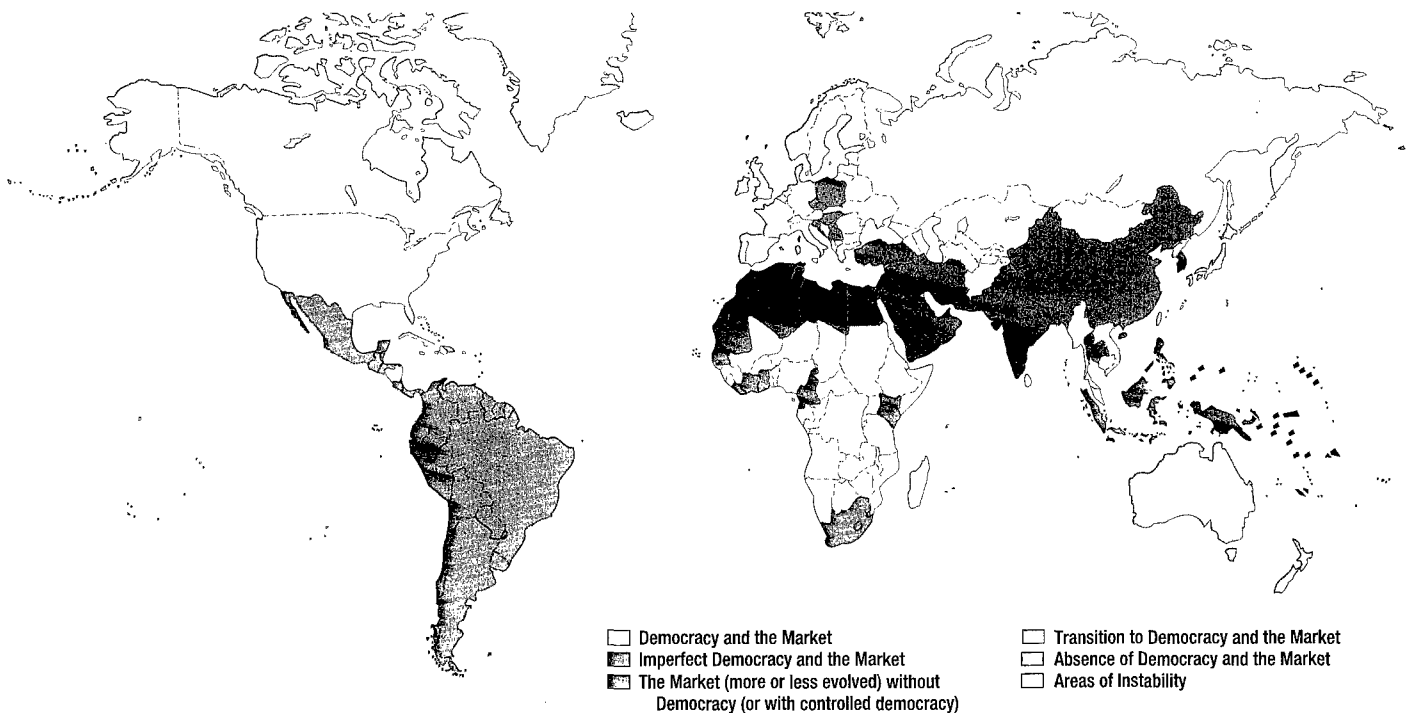 Democracy and the Market
Imperfect Democracy and the Market
The Market (more or less evolved) without
Democracy (or with controlled democracy)
Transition to Democracy and the Market
Absence of Democracy and the Market
Areas of Instability